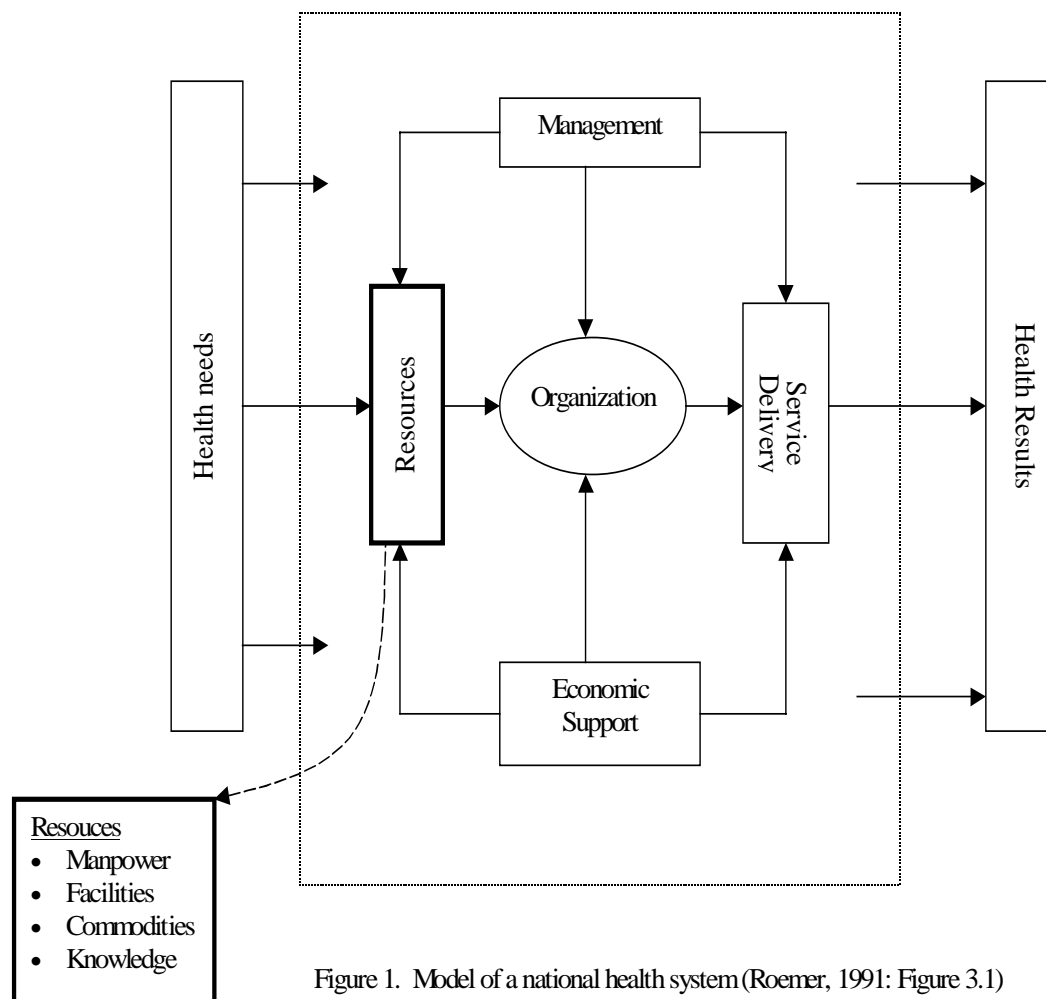 Management
Health needs
Resources
Organization
Service
Delivery
Health Results
Economic
Support
Resouces
• Manpower
• Facilities
• Commodities
• Knowledge
Figure 1. Model of a national health system (Roemer, 1991: Figure 3.1)